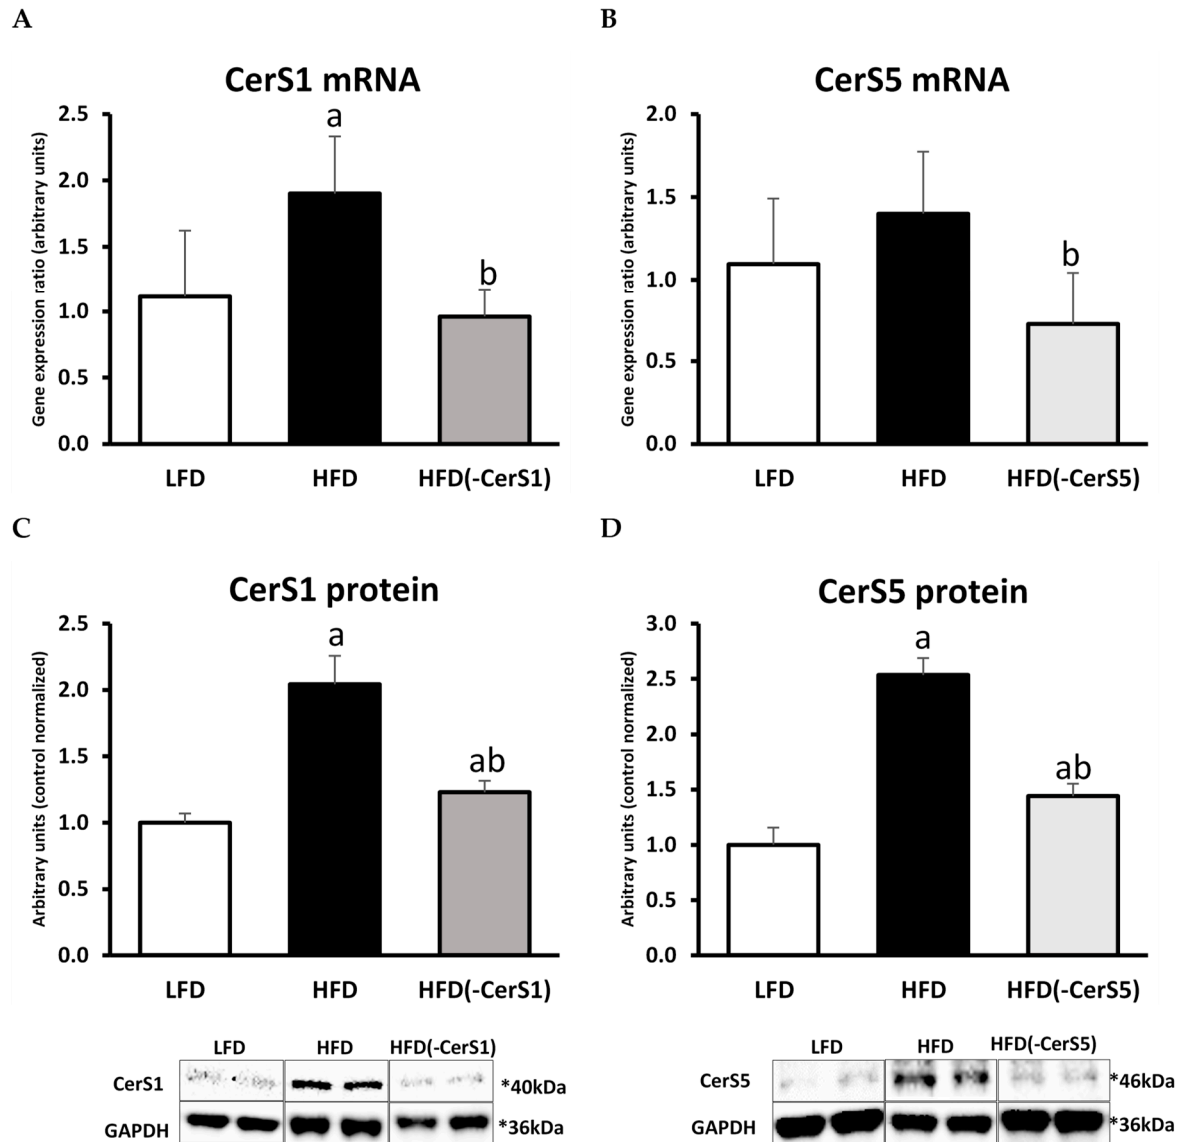 A
CerS1 mRNA
Gene expression ratio (arbitrary units)
2.5
2.0
1.5
1.0
0.5
0.0
a
b
LFD HFD HFD(-CerS1)
B
CerS5 mRNA
Gene expression ratio (arbitrary units)
2.0
1.5
1.0
0.5
0.0
b
LFD HFD HFD(-CerS5)
C
CerS1 protein
Arbitrary units (control normalized)
2.5
2.0
1.5
1.0
0.5
0.0
a
ab
LFD HFD HFD(-CerS1)
LFD HFD HFD(-CerS1)
CerS1 *40kDa
GAPDH *36kDa
D
CerS5 protein
Arbitrary units (control normalized)
3.0
2.5
2.0
1.5
1.0
0.5
0.0
a
ab
LFD HFD HFD(-CerS5)
LFD HFD HFD(-CerS5)
CerS5 *46kDa
GAPDH *36kDa